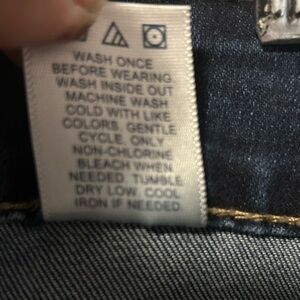 WASH ONCE
BEFORE WEARING
WASH INSIDE OUT
MACHINE WASH
COLD WITH LIKE
COLORS, GENTLE
CYCLE. ONLY
NON-CHLORINE
BLEACH WHEN
NEEDED. TUMBLE
DRY LOW, COOL
IRON IF NEEDED